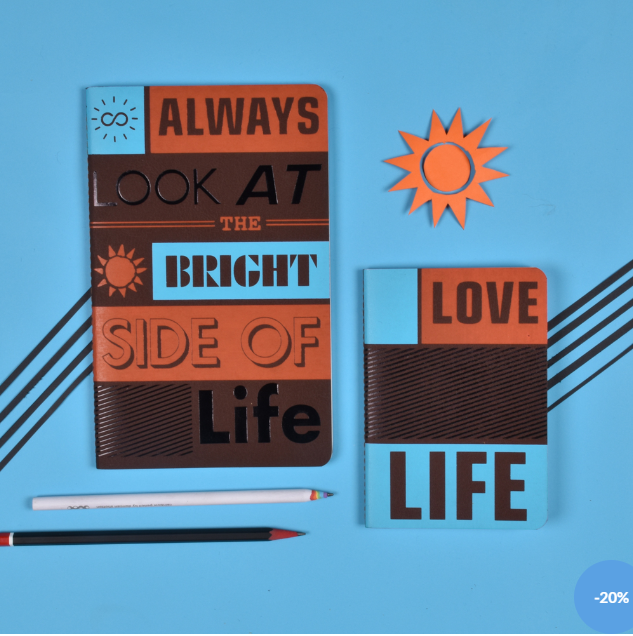 ALWAYS
LOOK AT
THE
BRIGHT
SIDE OF
Life
LOVE
LIFE
-20%